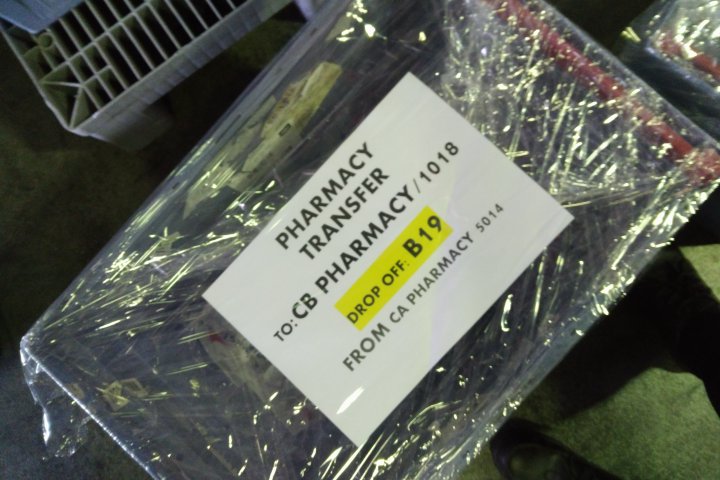 PHARMACY
TRANSFER
TO: CB PHARMACY/1018
DROP OFF: B19
FROM CA PHARMACY 5014